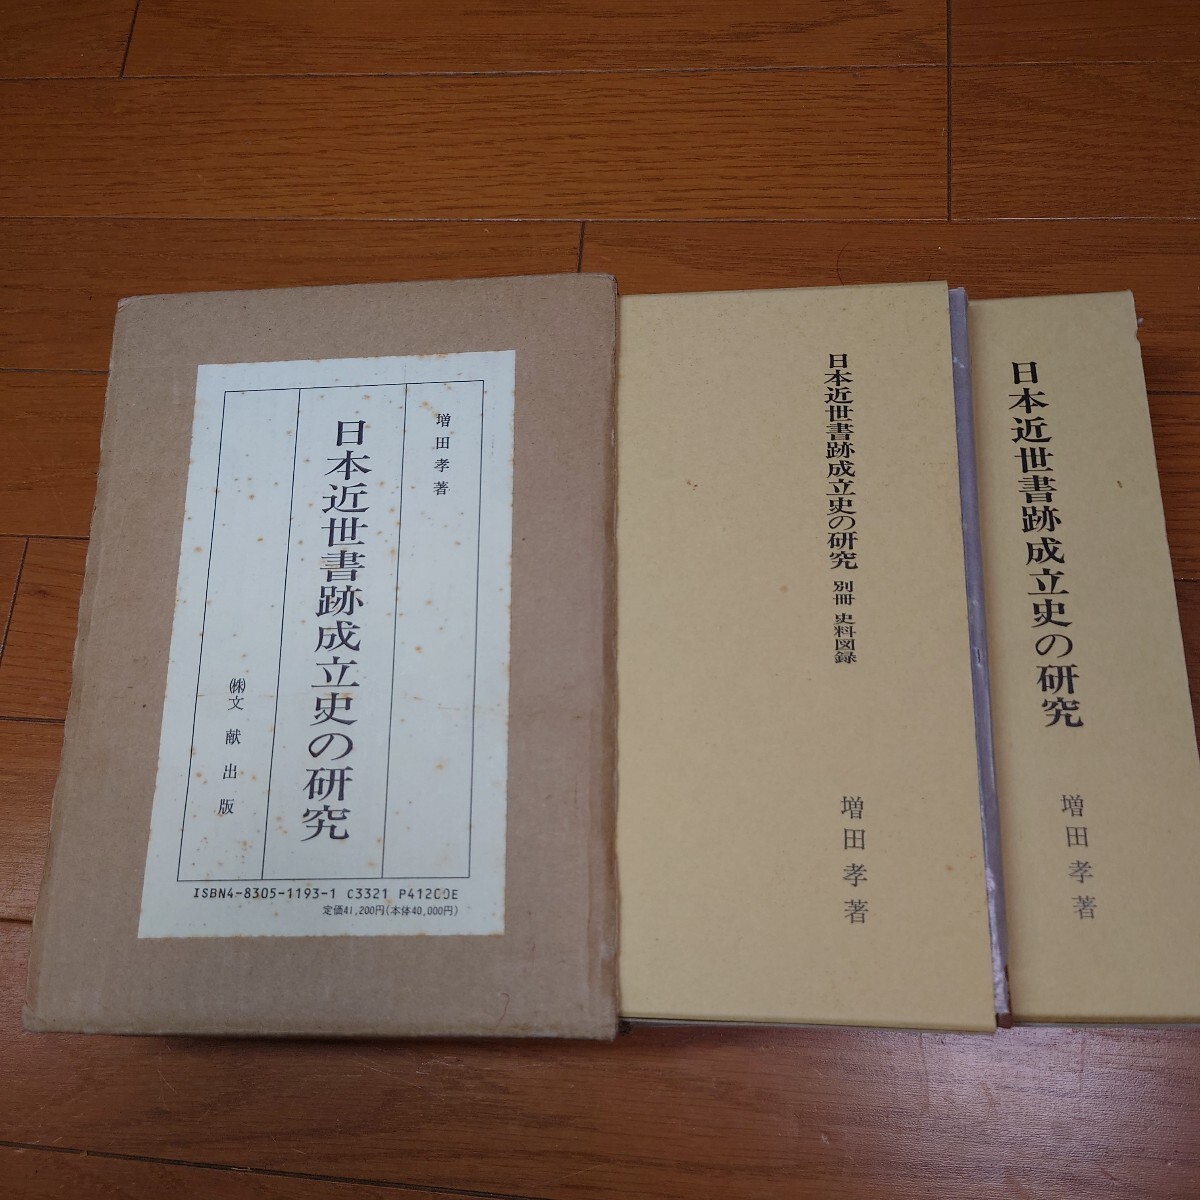 増田孝著
日本近世書跡成立史の研究
㈱文献出版
ISBN4-8305-1193-1 C3321 P41200E
定価41,200円(本体40,000円)
日本近世書跡成立史の研究 別冊 史料図録
増田孝著
日本近世書跡成立史の研究
増田孝著